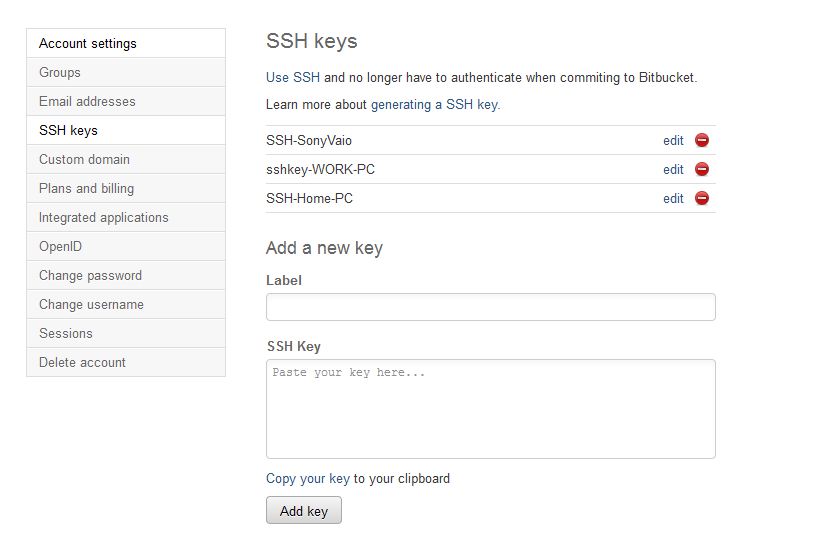 Account settings
Groups
Email addresses
SSH keys
Custom domain
Plans and billing
Integrated applications
OpenID
Change password
Change username
Sessions
Delete account
SSH keys
Use SSH and no longer have to authenticate when commiting to Bitbucket.
Learn more about generating a SSH key.
SSH-SonyVaio edit
sshkey-WORK-PC edit
SSH-Home-PC edit
Add a new key
Label
SSH Key
Paste your key here...
Copy your key to your clipboard
Add key